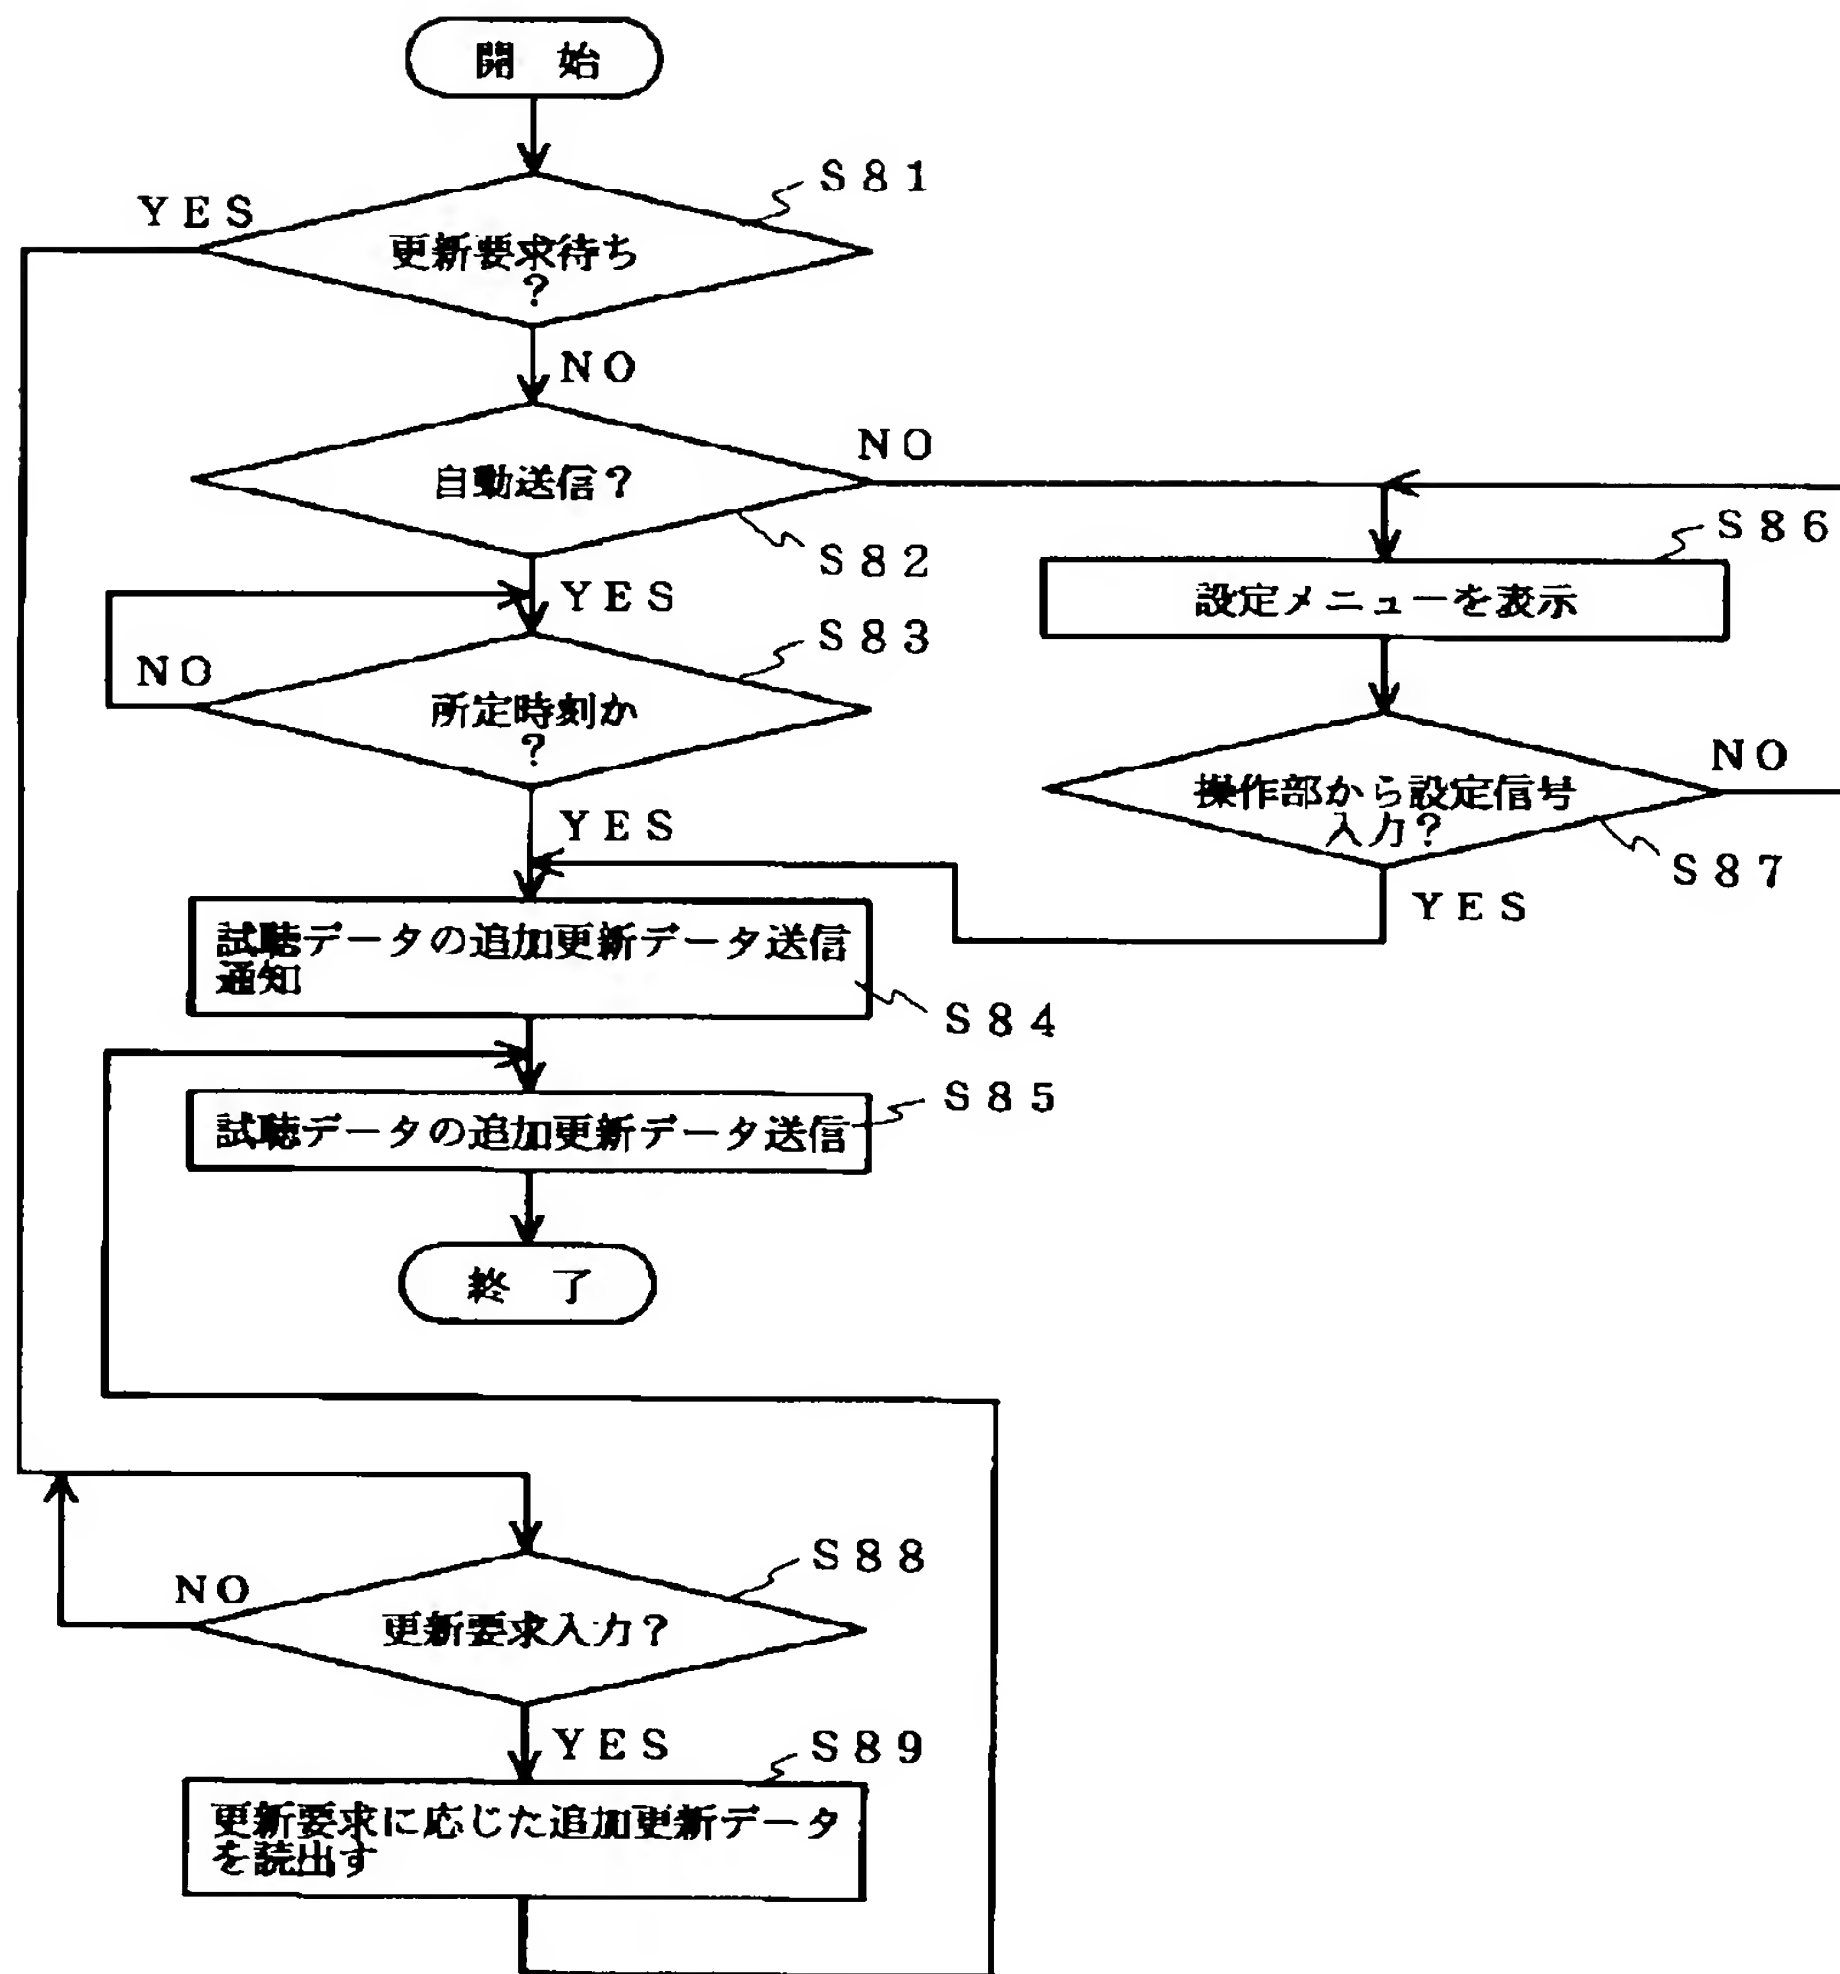 開　始
S81
YES
更新要求待ち
?
NO
自動送信?
NO
S82
YES
S86
設定メニューを表示
S83
NO
所定時刻か
?
YES
操作部から設定信号
入力?
NO
S87
YES
試聴データの追加更新データ送信
通知
S84
S85
試聴データの追加更新データ送信
終　了
S88
NO
更新要求入力?
YES
S89
更新要求に応じた追加更新データ
を読出す